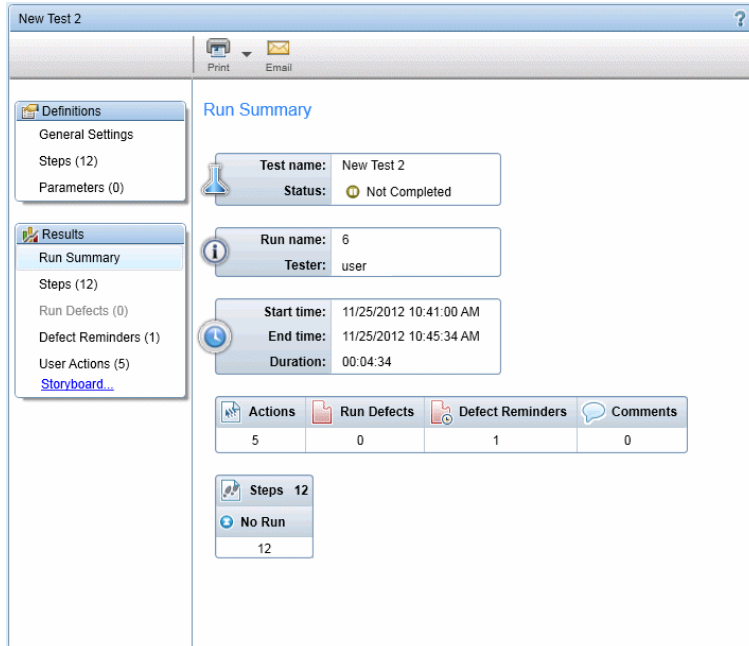 New Test 2
?
Print
Email
Definitions
General Settings
Steps (12)
Parameters (0)
Results
Run Summary
Steps (12)
Run Defects (0)
Defect Reminders (1)
User Actions (5)
Storyboard...
Run Summary
Test name: New Test 2
Status: Not Completed
Run name: 6
Tester: user
Start time: 11/25/2012 10:41:00 AM
End time: 11/25/2012 10:45:34 AM
Duration: 00:04:34
Actions Run Defects Defect Reminders Comments
5 0 1 0
Steps 12
No Run
12